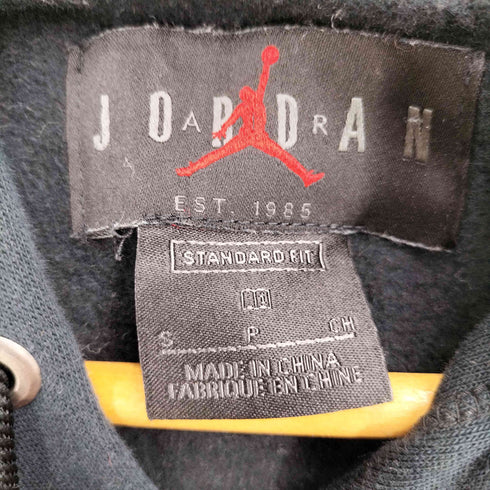 JORDAN
AIR
EST. 1985
STANDARD FIT
S P CH
MADE IN CHINA
FABRIQUE EN CHINE